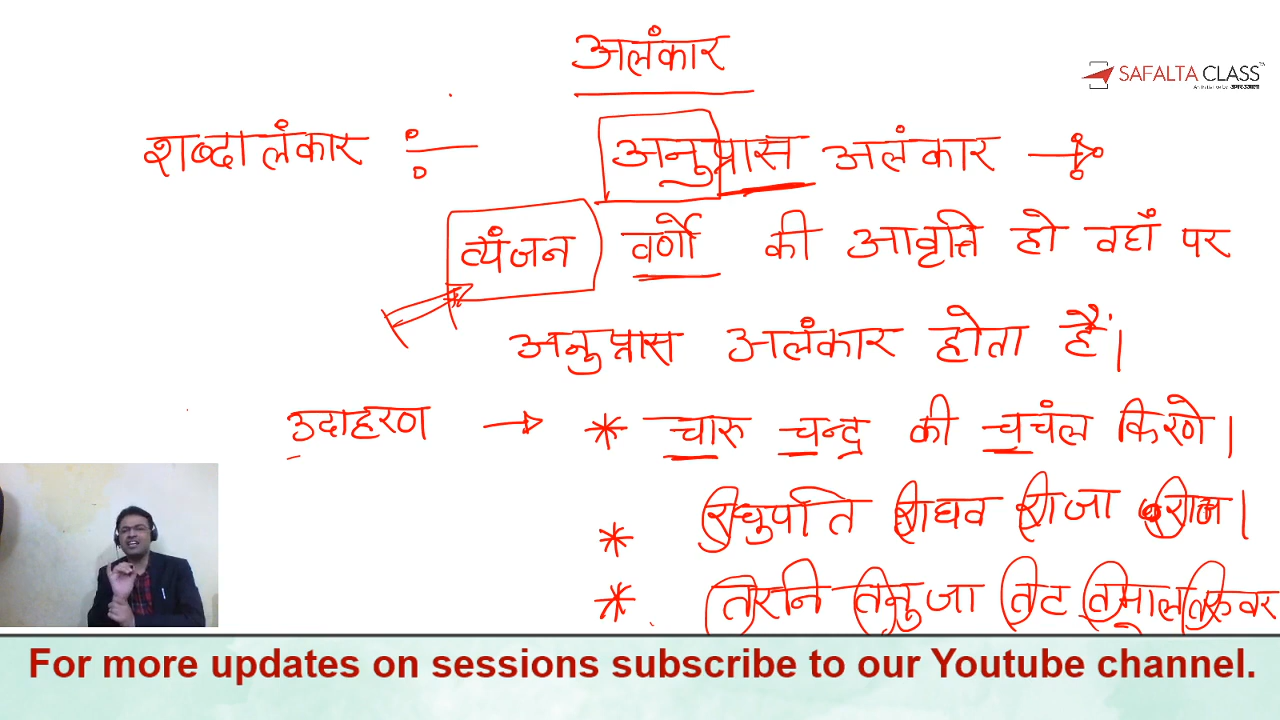 अलंकार
SAFALTA CLASS
शब्दालंकार ÷ अनुप्रास अलंकार →
व्यंजन वर्णो की आवृत्ति हो वहाँ पर
अनुप्रास अलंकार होता हैं।
उदाहरण → * चारु चन्द्र की चचंल किरणे।
* रघुपति राघव राजा राम।
* तरनि तनुजा तट तमाल तरुवर
For more updates on sessions subscribe to our Youtube channel.